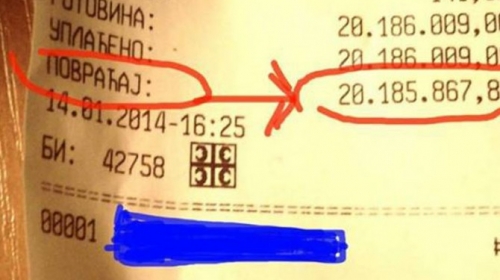 ГОТОВИНА: 20.186.009,0
УПЛАЋЕНО: 20.186.009,0
ПОВРАЋАЈ: 20.185.867,8
14.01.2014-16:25
БИ: 42758
00001